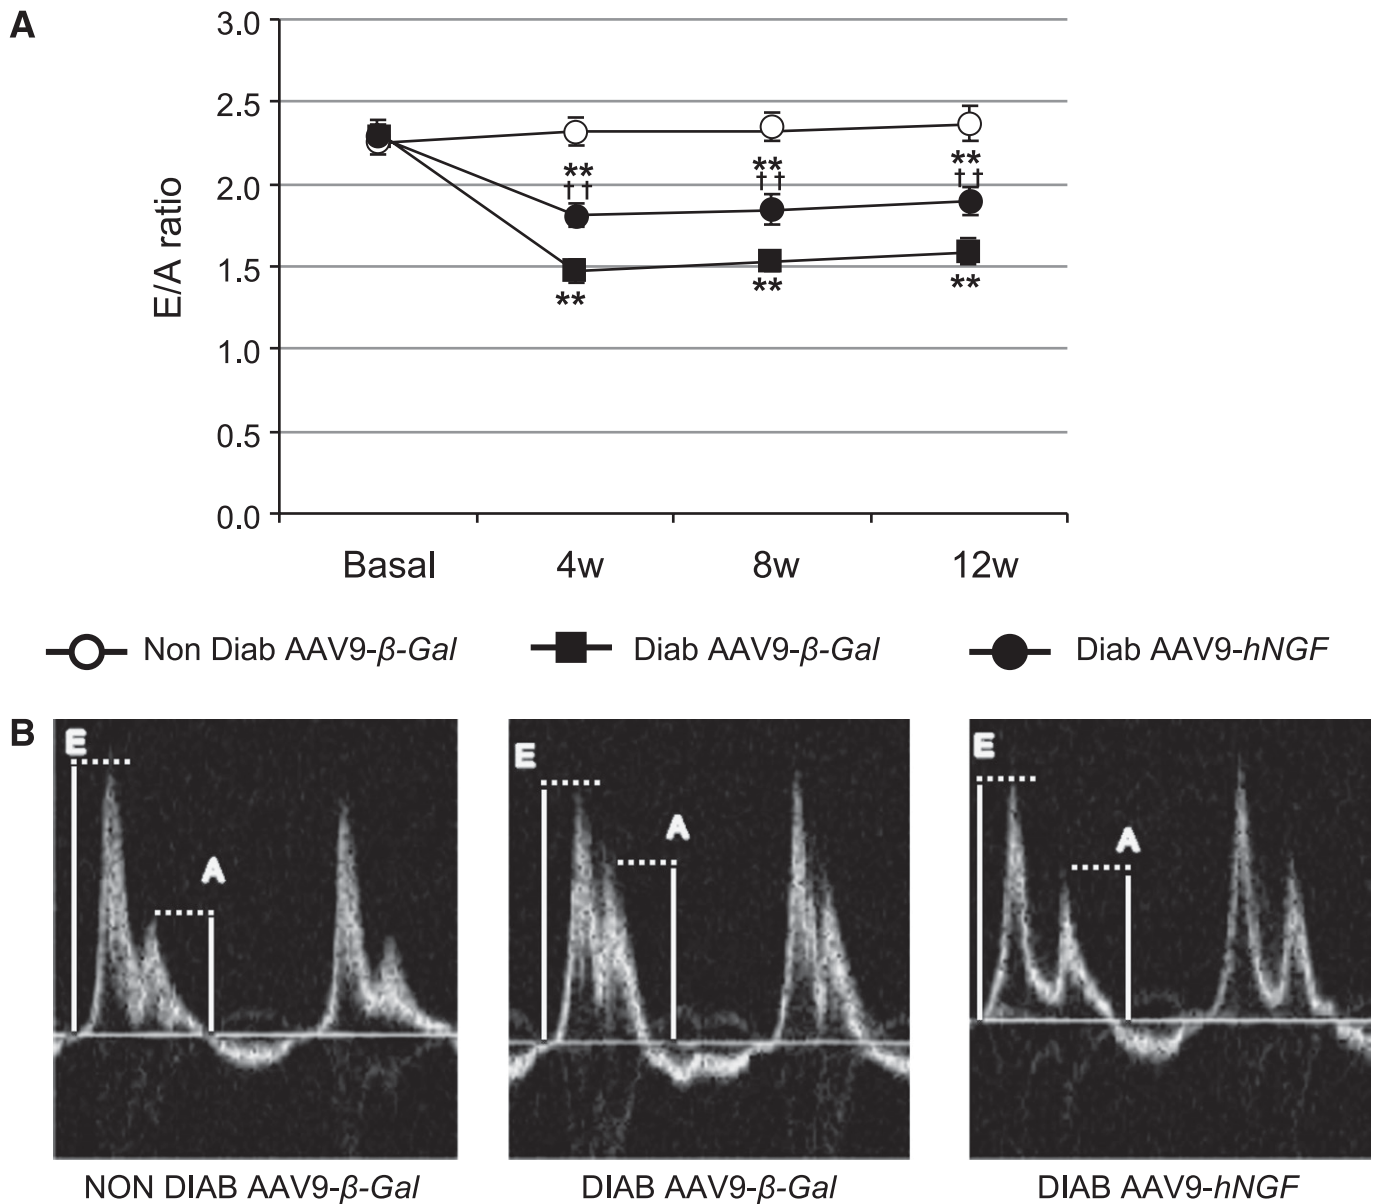 A
3.0
2.5
2.0
1.5
1.0
0.5
0.0
E/A ratio
** ** **
†† †† ††
** ** **
Basal 4w 8w 12w
Non Diab AAV9-β-Gal Diab AAV9-β-Gal Diab AAV9-hNGF
B
E A E A E A
NON DIAB AAV9-β-Gal DIAB AAV9-β-Gal DIAB AAV9-hNGF